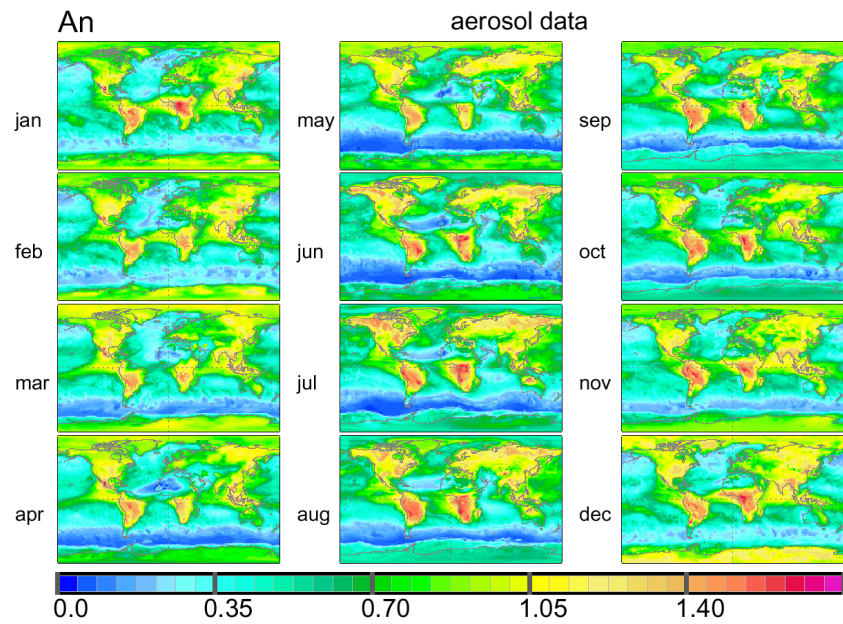 An aerosol data
jan may sep
feb jun oct
mar jul nov
apr aug dec
0.0 0.35 0.70 1.05 1.40